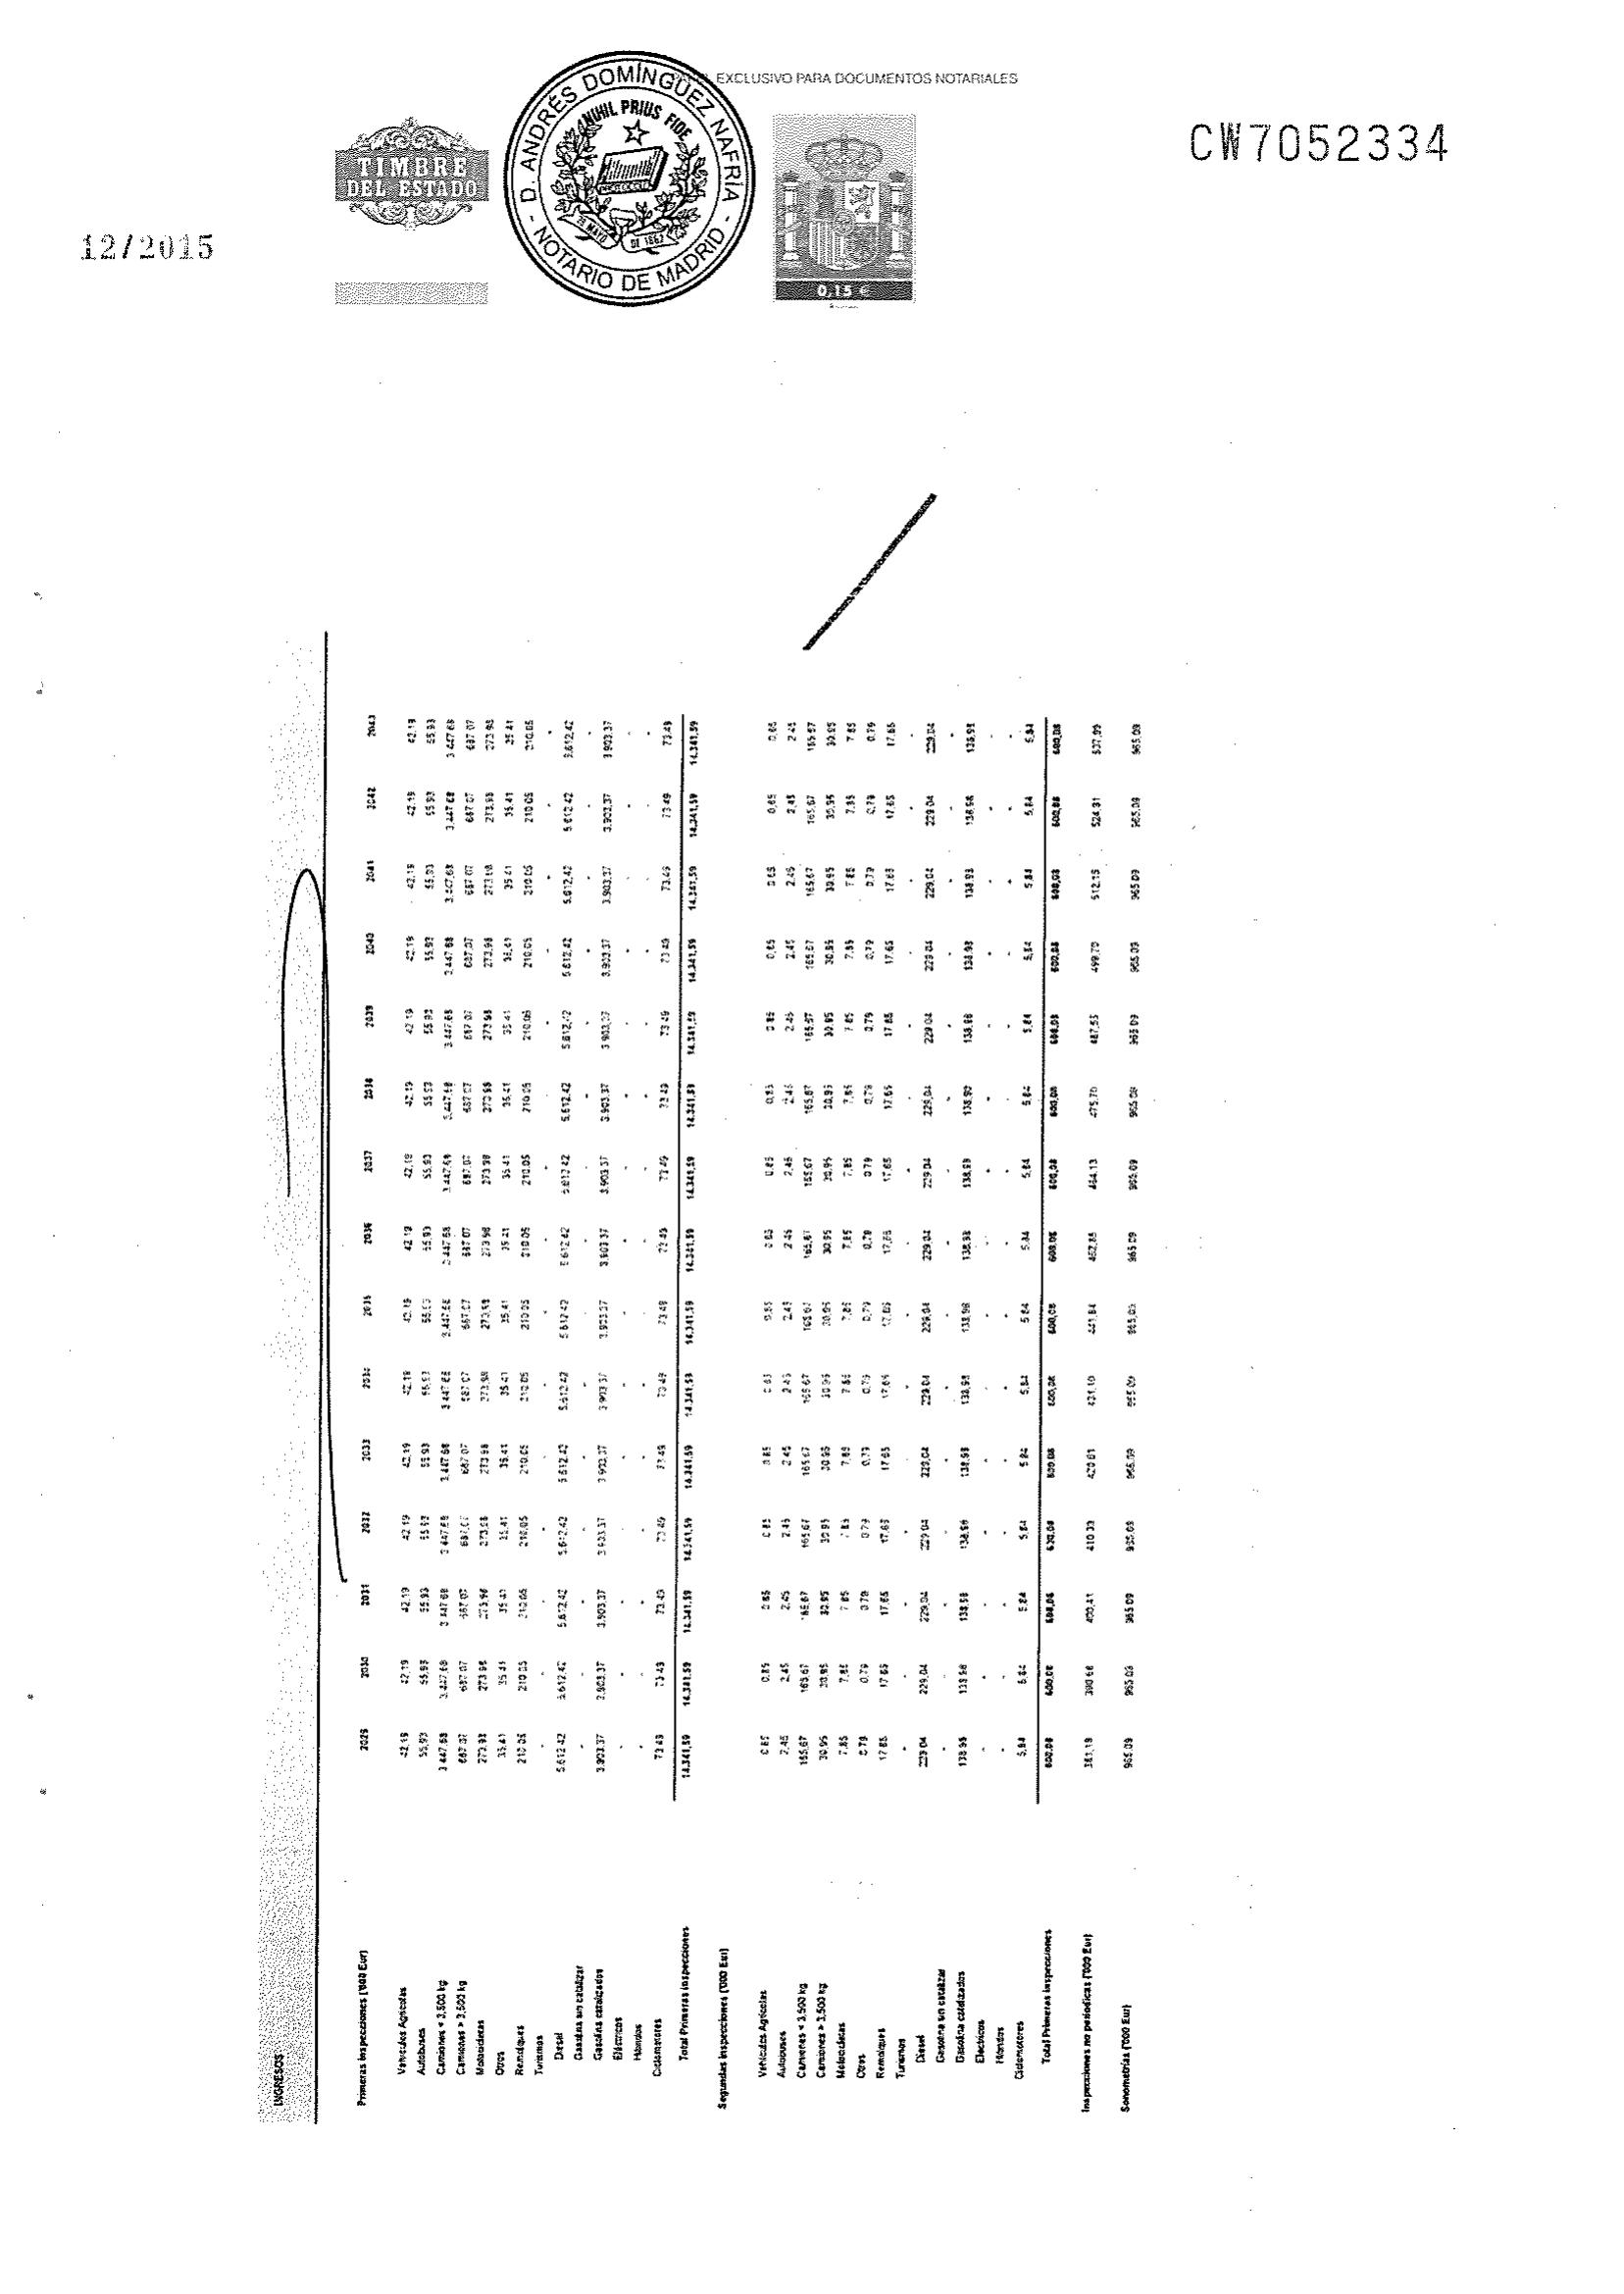 EXCLUSIVO PARA DOCUMENTOS NOTARIALES
D. ANDRÉS DOMÍNGUEZ NAFRÍA
- NOTARIO DE MADRID -
NIHIL PRIUS FIDE
28 MAYO DE 1862
TIMBRE
DEL ESTADO
0,15 €
CW7052334
12/2015
INGRESOS
Primeras inspecciones ('000 Eur) 2029 2030 2031 2032 2033 2034 2035 2036 2037 2038 2039 2040 2041 2042 2043
Vehículos Agrícolas 42,19 42,19 42,19 42,19 42,19 42,19 42,19 42,19 42,19 42,19 42,19 42,19 42,19 42,19 42,19
Autobuses 55,93 55,93 55,93 55,93 55,93 55,93 55,93 55,93 55,93 55,93 55,93 55,93 55,93 55,93 55,93
Camiones < 3,500 kg 3.447,68 3.447,68 3.447,68 3.447,68 3.447,68 3.447,68 3.447,68 3.447,68 3.447,68 3.447,68 3.447,68 3.447,68 3.447,68 3.447,68 3.447,68
Camiones > 3,500 kg 687,07 687,07 687,07 687,07 687,07 687,07 687,07 687,07 687,07 687,07 687,07 687,07 687,07 687,07 687,07
Motocicletas 273,98 273,98 273,98 273,98 273,98 273,98 273,98 273,98 273,98 273,98 273,98 273,98 273,98 273,98 273,98
Otros 35,41 35,41 35,41 35,41 35,41 35,41 35,41 35,41 35,41 35,41 35,41 35,41 35,41 35,41 35,41
Remolques 210,05 210,05 210,05 210,05 210,05 210,05 210,05 210,05 210,05 210,05 210,05 210,05 210,05 210,05 210,05
Turismos - - - - - - - - - - - - - - -
Diesel 5.612,42 5.612,42 5.612,42 5.612,42 5.612,42 5.612,42 5.612,42 5.612,42 5.612,42 5.612,42 5.612,42 5.612,42 5.612,42 5.612,42 5.612,42
Gasolina sin catalizar - - - - - - - - - - - - - - -
Gasolina catalizados 3.903,37 3.903,37 3.903,37 3.903,37 3.903,37 3.903,37 3.903,37 3.903,37 3.903,37 3.903,37 3.903,37 3.903,37 3.903,37 3.903,37 3.903,37
Eléctricos - - - - - - - - - - - - - - -
Híbridos - - - - - - - - - - - - - - -
Ciclomotores 73,49 73,49 73,49 73,49 73,49 73,49 73,49 73,49 73,49 73,49 73,49 73,49 73,49 73,49 73,49
Total Primeras inspecciones 14.341,59 14.341,59 14.341,59 14.341,59 14.341,59 14.341,59 14.341,59 14.341,59 14.341,59 14.341,59 14.341,59 14.341,59 14.341,59 14.341,59 14.341,59
Segundas inspecciones ('000 Eur)
Vehículos Agrícolas 0,85 0,85 0,85 0,85 0,85 0,85 0,85 0,85 0,85 0,85 0,85 0,85 0,85 0,85 0,85
Autobuses 2,45 2,45 2,45 2,45 2,45 2,45 2,45 2,45 2,45 2,45 2,45 2,45 2,45 2,45 2,45
Camiones < 3,500 kg 165,67 165,67 165,67 165,67 165,67 165,67 165,67 165,67 165,67 165,67 165,67 165,67 165,67 165,67 165,67
Camiones > 3,500 kg 30,95 30,95 30,95 30,95 30,95 30,95 30,95 30,95 30,95 30,95 30,95 30,95 30,95 30,95 30,95
Motocicletas 7,85 7,85 7,85 7,85 7,85 7,85 7,85 7,85 7,85 7,85 7,85 7,85 7,85 7,85 7,85
Otros 0,79 0,79 0,79 0,79 0,79 0,79 0,79 0,79 0,79 0,79 0,79 0,79 0,79 0,79 0,79
Remolques 17,65 17,65 17,65 17,65 17,65 17,65 17,65 17,65 17,65 17,65 17,65 17,65 17,65 17,65 17,65
Turismos - - - - - - - - - - - - - - -
Diesel 229,04 229,04 229,04 229,04 229,04 229,04 229,04 229,04 229,04 229,04 229,04 229,04 229,04 229,04 229,04
Gasolina sin catalizar - - - - - - - - - - - - - - -
Gasolina catalizados 138,98 138,98 138,98 138,98 138,98 138,98 138,98 138,98 138,98 138,98 138,98 138,98 138,98 138,98 138,98
Eléctricos - - - - - - - - - - - - - - -
Híbridos - - - - - - - - - - - - - - -
Ciclomotores 5,84 5,84 5,84 5,84 5,84 5,84 5,84 5,84 5,84 5,84 5,84 5,84 5,84 5,84 5,84
Total Primeras inspecciones 600,08 600,08 600,08 600,08 600,08 600,08 600,08 600,08 600,08 600,08 600,08 600,08 600,08 600,08 600,08
Inspecciones no periodicas ('000 Eur) 381,19 390,68 400,41 410,39 420,61 431,10 441,84 452,85 464,13 475,70 487,55 499,70 512,15 524,91 537,99
Sonometrías ('000 Eur) 965,09 965,09 965,09 965,09 965,09 965,09 965,09 965,09 965,09 965,09 965,09 965,09 965,09 965,09 965,09